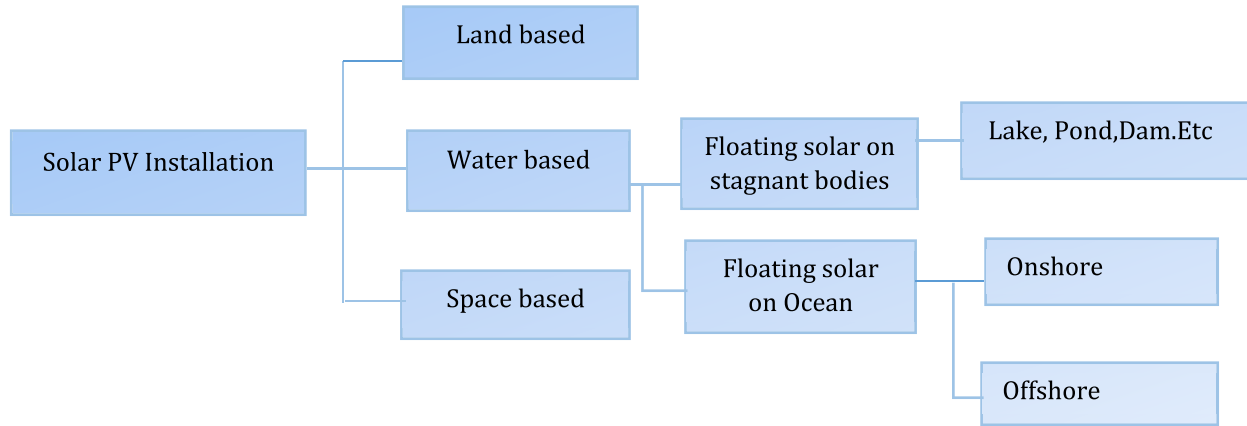 Land based
Solar PV Installation
Water based
Floating solar on
stagnant bodies
Lake, Pond,Dam.Etc
Space based
Floating solar
on Ocean
Onshore
Offshore